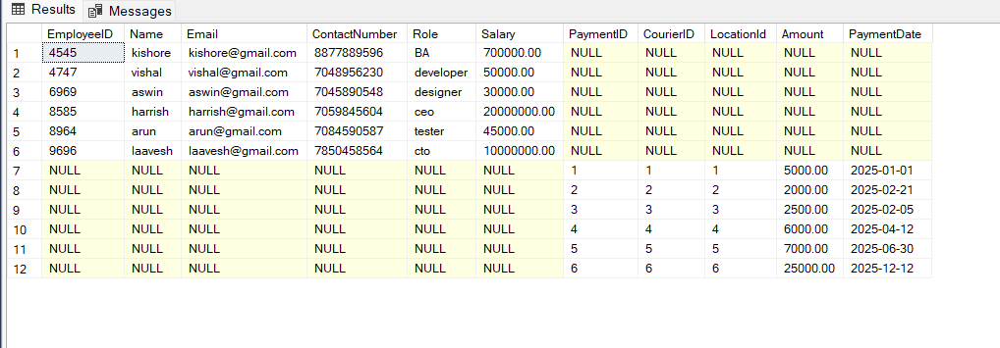 Results Messages
EmployeeID Name Email ContactNumber Role Salary PaymentID CourierID LocationId Amount PaymentDate
1 4545 kishore kishore@gmail.com 8877889596 BA 700000.00 NULL NULL NULL NULL NULL
2 4747 vishal vishal@gmail.com 7048956230 developer 50000.00 NULL NULL NULL NULL NULL
3 6969 aswin aswin@gmail.com 7045890548 designer 30000.00 NULL NULL NULL NULL NULL
4 8585 harrish harrish@gmail.com 7059845604 ceo 20000000.00 NULL NULL NULL NULL NULL
5 8964 arun arun@gmail.com 7084590587 tester 45000.00 NULL NULL NULL NULL NULL
6 9696 laavesh laavesh@gmail.com 7850458564 cto 10000000.00 NULL NULL NULL NULL NULL
7 NULL NULL NULL NULL NULL NULL 1 1 1 5000.00 2025-01-01
8 NULL NULL NULL NULL NULL NULL 2 2 2 2000.00 2025-02-21
9 NULL NULL NULL NULL NULL NULL 3 3 3 2500.00 2025-02-05
10 NULL NULL NULL NULL NULL NULL 4 4 4 6000.00 2025-04-12
11 NULL NULL NULL NULL NULL NULL 5 5 5 7000.00 2025-06-30
12 NULL NULL NULL NULL NULL NULL 6 6 6 25000.00 2025-12-12